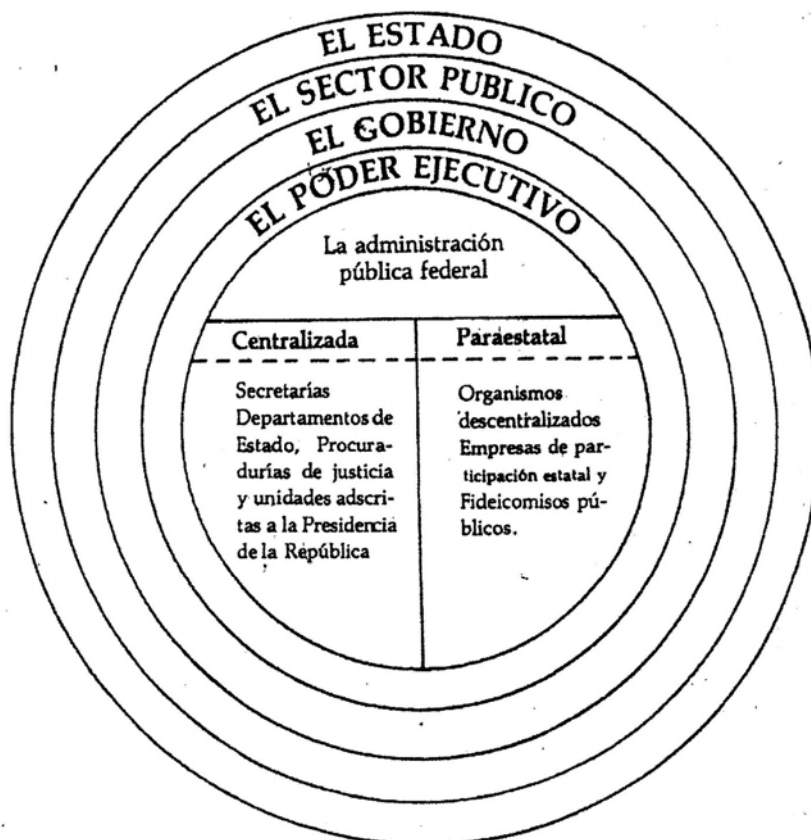 EL ESTADO
EL SECTOR PUBLICO
EL GOBIERNO
EL PODER EJECUTIVO
La administración
pública federal
Centralizada
Secretarías
Departamentos de
Estado, Procura-
durías de justicia
y unidades adscri-
tas a la Presidencia
de la República
Paraestatal
Organismos
descentralizados
Empresas de par-
ticipación estatal y
Fideicomisos pú-
blicos.